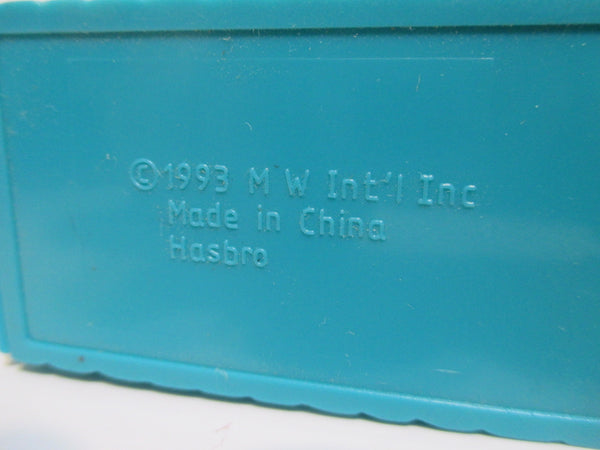 ©1993 M W Int'l Inc
Made in China
Hasbro